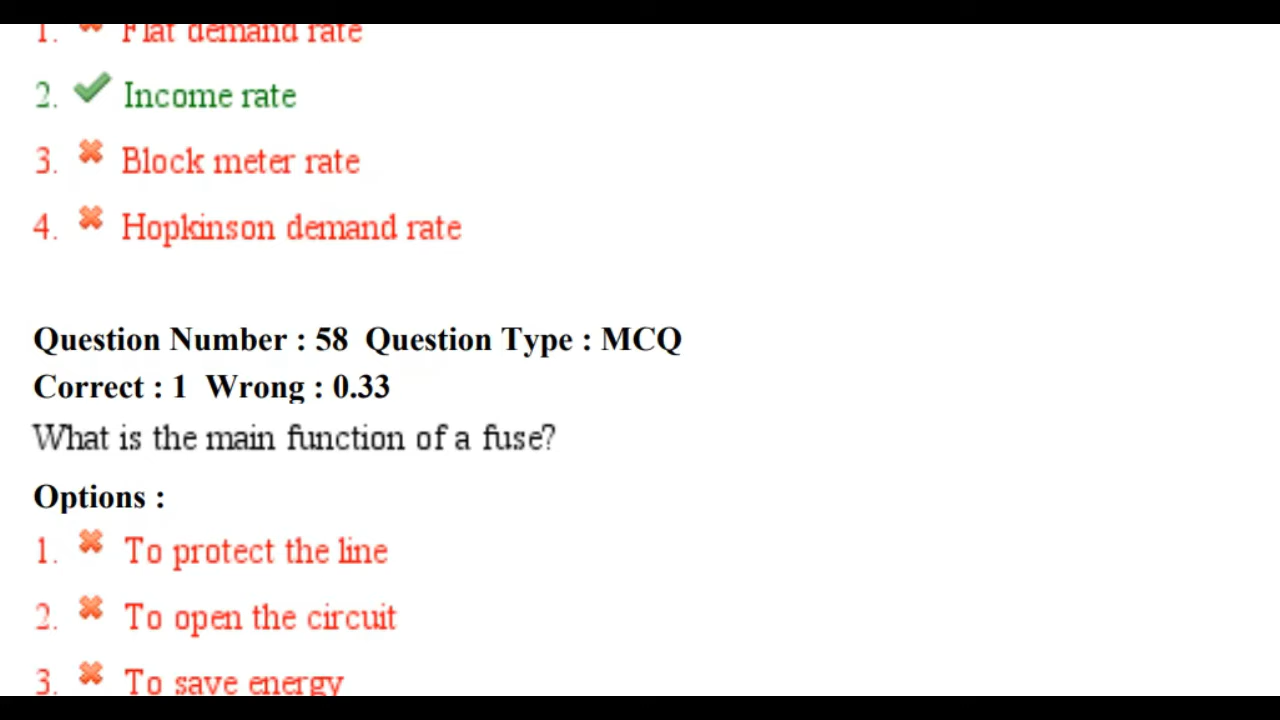 1. Flat demand rate
2. Income rate
3. Block meter rate
4. Hopkinson demand rate
Question Number : 58 Question Type : MCQ
Correct : 1 Wrong : 0.33
What is the main function of a fuse?
Options :
1. To protect the line
2. To open the circuit
3. To save energy